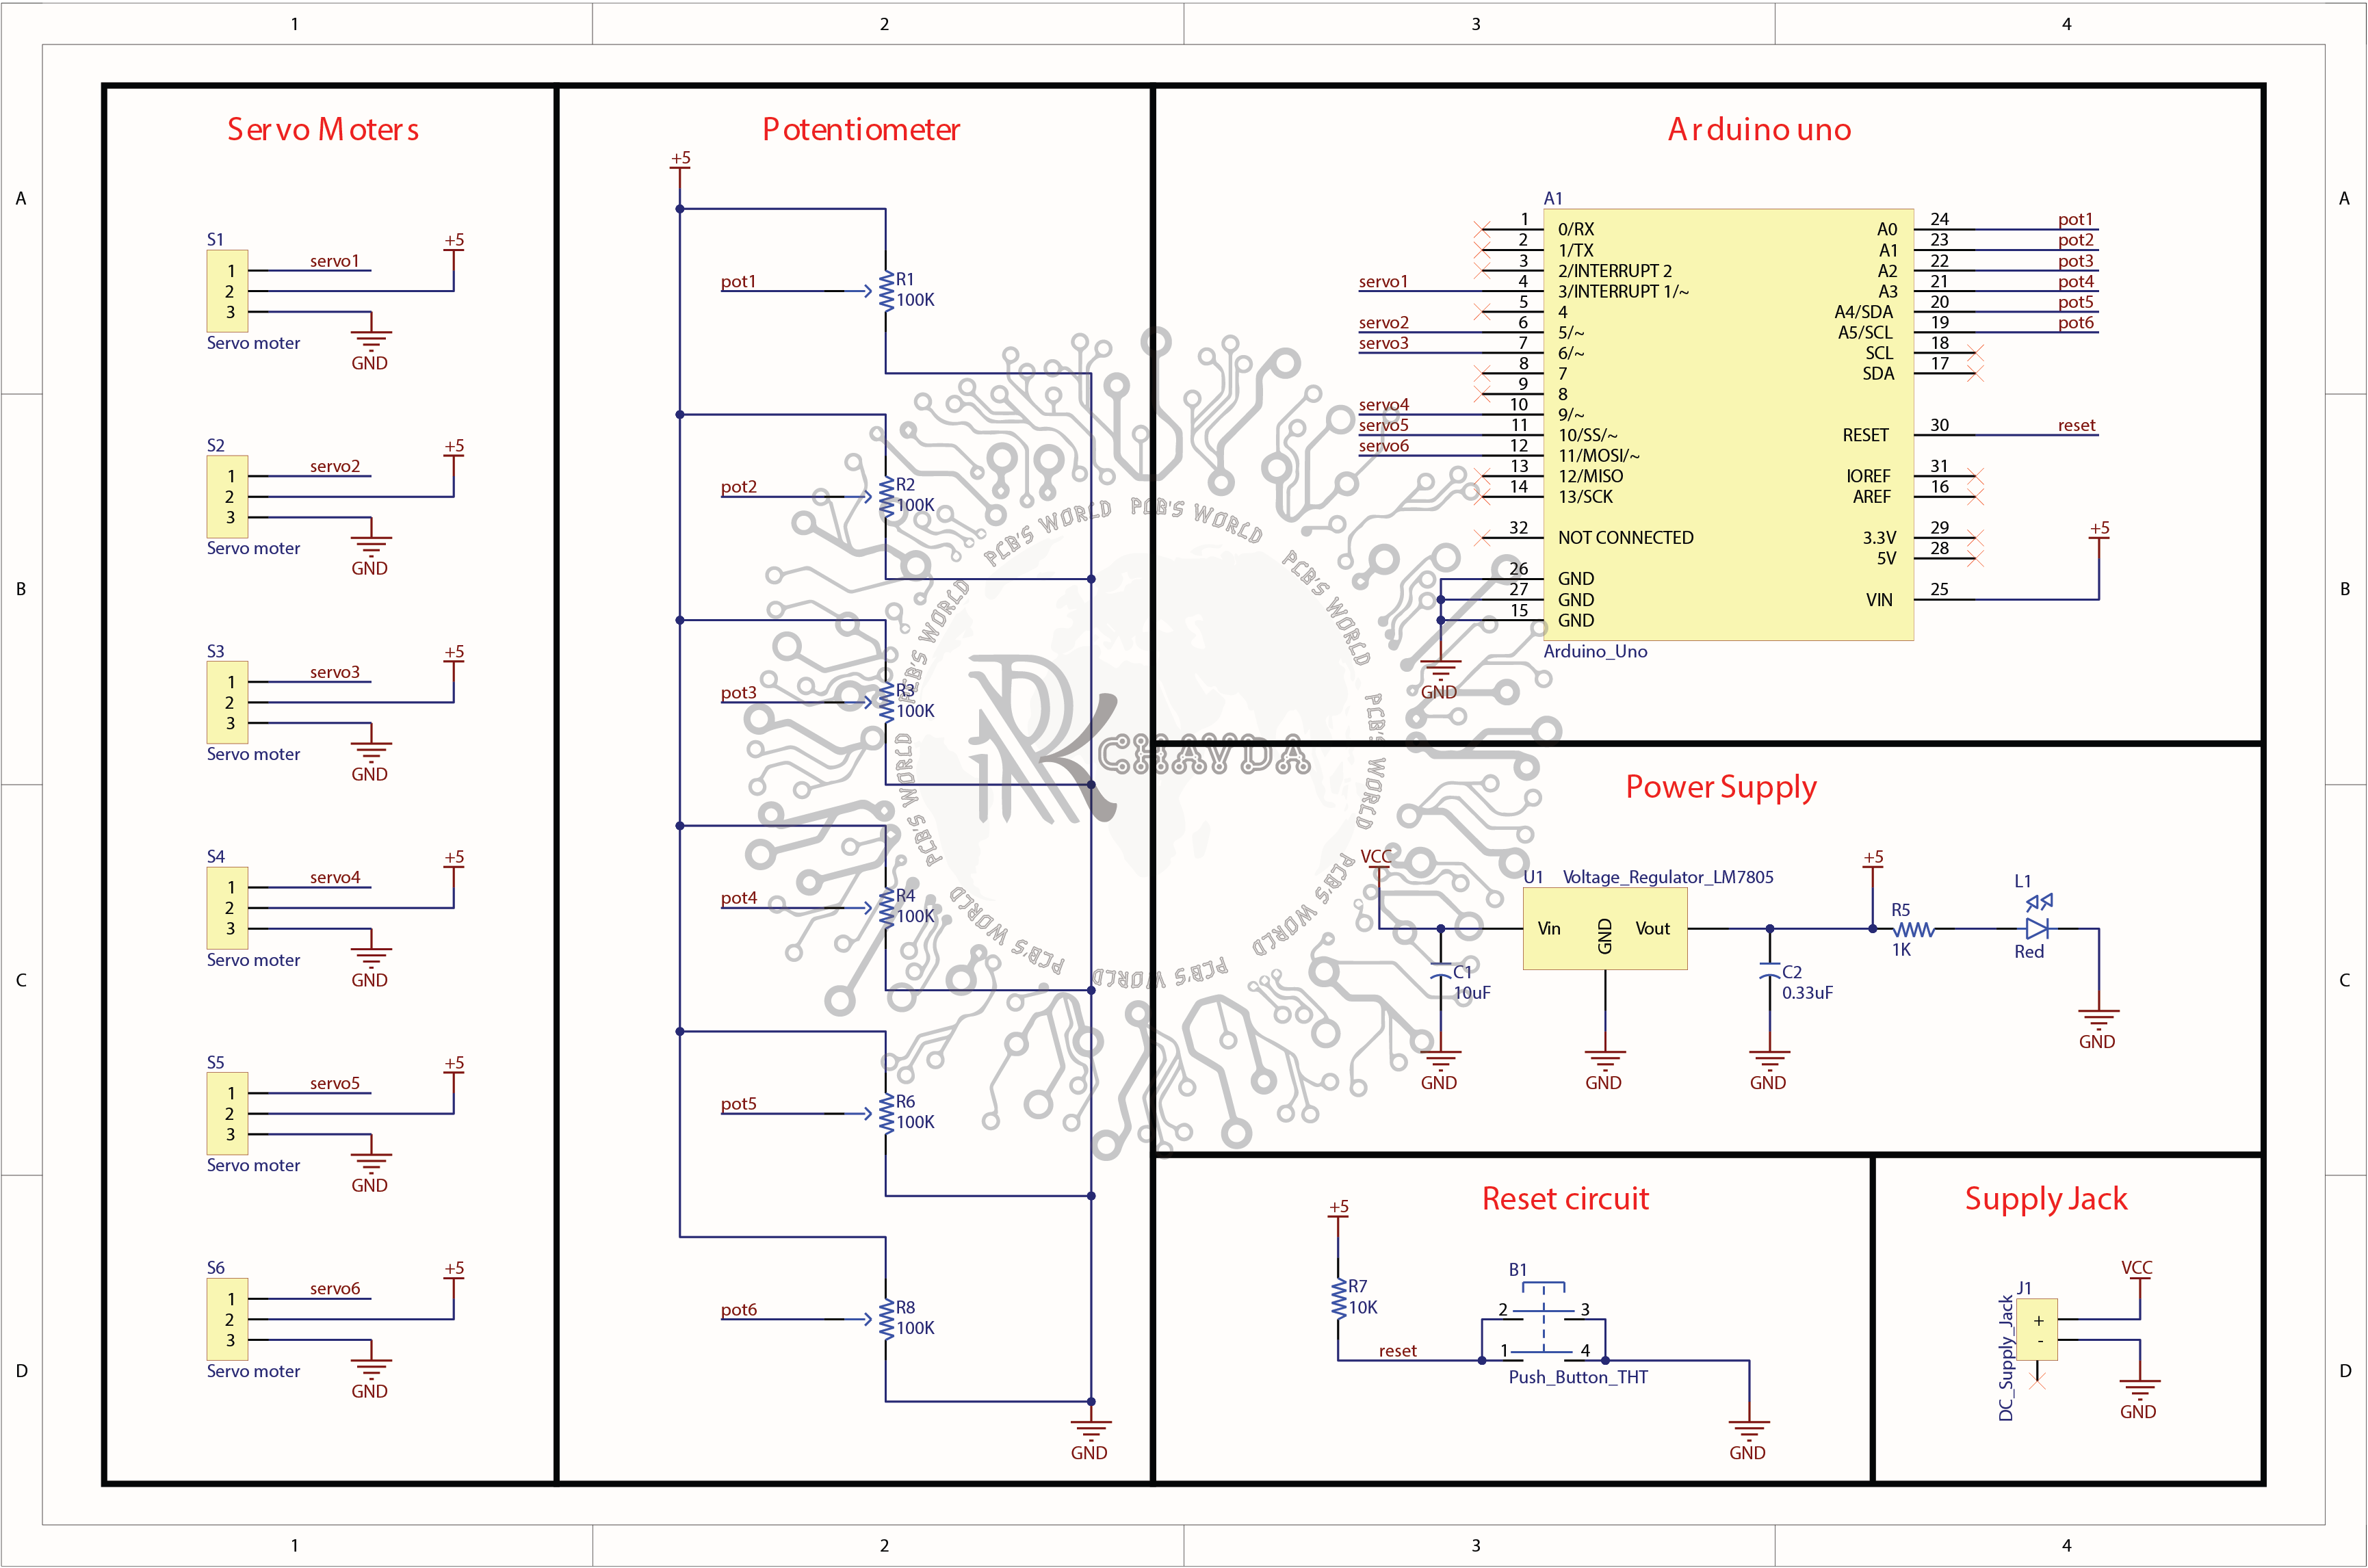 1 2 3 4
A
B
C
D
Servo Moters
S1
1 servo1 +5
2
3
Servo moter
GND
S2
1 servo2 +5
2
3
Servo moter
GND
S3
1 servo3 +5
2
3
Servo moter
GND
S4
1 servo4 +5
2
3
Servo moter
GND
S5
1 servo5 +5
2
3
Servo moter
GND
S6
1 servo6 +5
2
3
Servo moter
GND
Potentiometer
+5
pot1 R1
100K
pot2 R2
100K
pot3 R3
100K
pot4 R4
100K
pot5 R6
100K
pot6 R8
100K
GND
Arduino uno
A1
1 0/RX
2 1/TX
3 2/INTERRUPT 2
servo1 4 3/INTERRUPT 1/~
5 4
servo2 6 5/~
servo3 7 6/~
8 7
9 8
servo4 10 9/~
servo5 11 10/SS/~
servo6 12 11/MOSI/~
13 12/MISO
14 13/SCK
32 NOT CONNECTED
26 GND
27 GND
15 GND
GND
A0 24 pot1
A1 23 pot2
A2 22 pot3
A3 21 pot4
A4/SDA 20 pot5
A5/SCL 19 pot6
SCL 18
SDA 17
RESET 30 reset
IOREF 31
AREF 16
3.3V 29
5V 28
VIN 25 +5
Arduino_Uno
Power Supply
VCC
U1 Voltage_Regulator_LM7805
Vin GND Vout
C1
10uF
GND
GND
C2
0.33uF
GND
+5
R5
1K
L1
Red
GND
Reset circuit
+5
R7
10K
reset
B1
2 3
1 4
Push_Button_THT
GND
Supply Jack
VCC
J1
+
-
DC_Supply_Jack
GND
RK CHAVDA
PCB'S WORLD PCB'S WORLD PCB'S WORLD PCB'S WORLD PCB'S WORLD PCB'S WORLD PCB'S WORLD PCB'S WORLD PCB'S WORLD
A
B
C
D
1 2 3 4